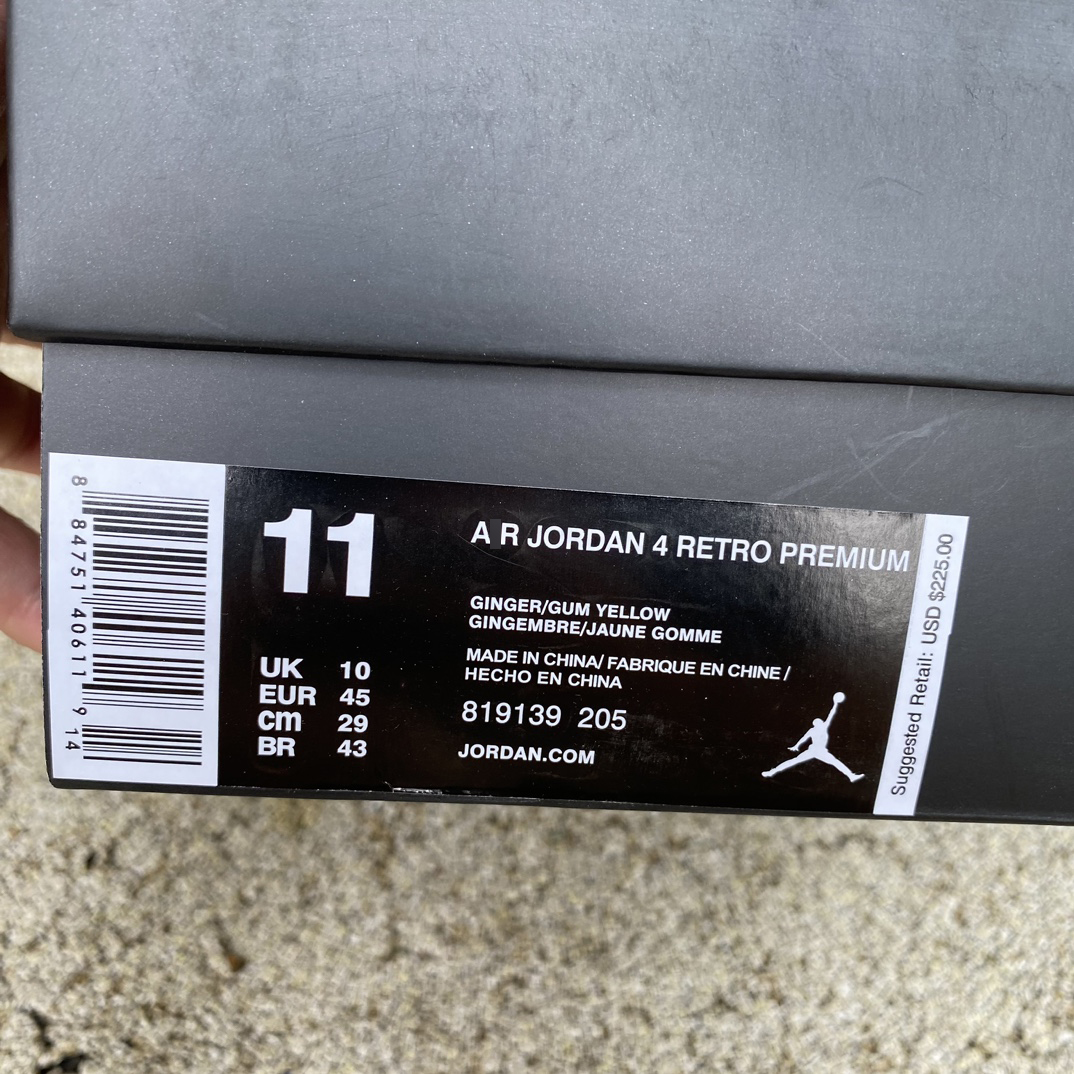 8 84751 40611 9 14
11
UK 10
EUR 45
cm 29
BR 43
A R JORDAN 4 RETRO PREMIUM
GINGER/GUM YELLOW
GINGEMBRE/JAUNE GOMME
MADE IN CHINA/ FABRIQUE EN CHINE /
HECHO EN CHINA
819139 205
JORDAN.COM
Suggested Retail: USD $225.00